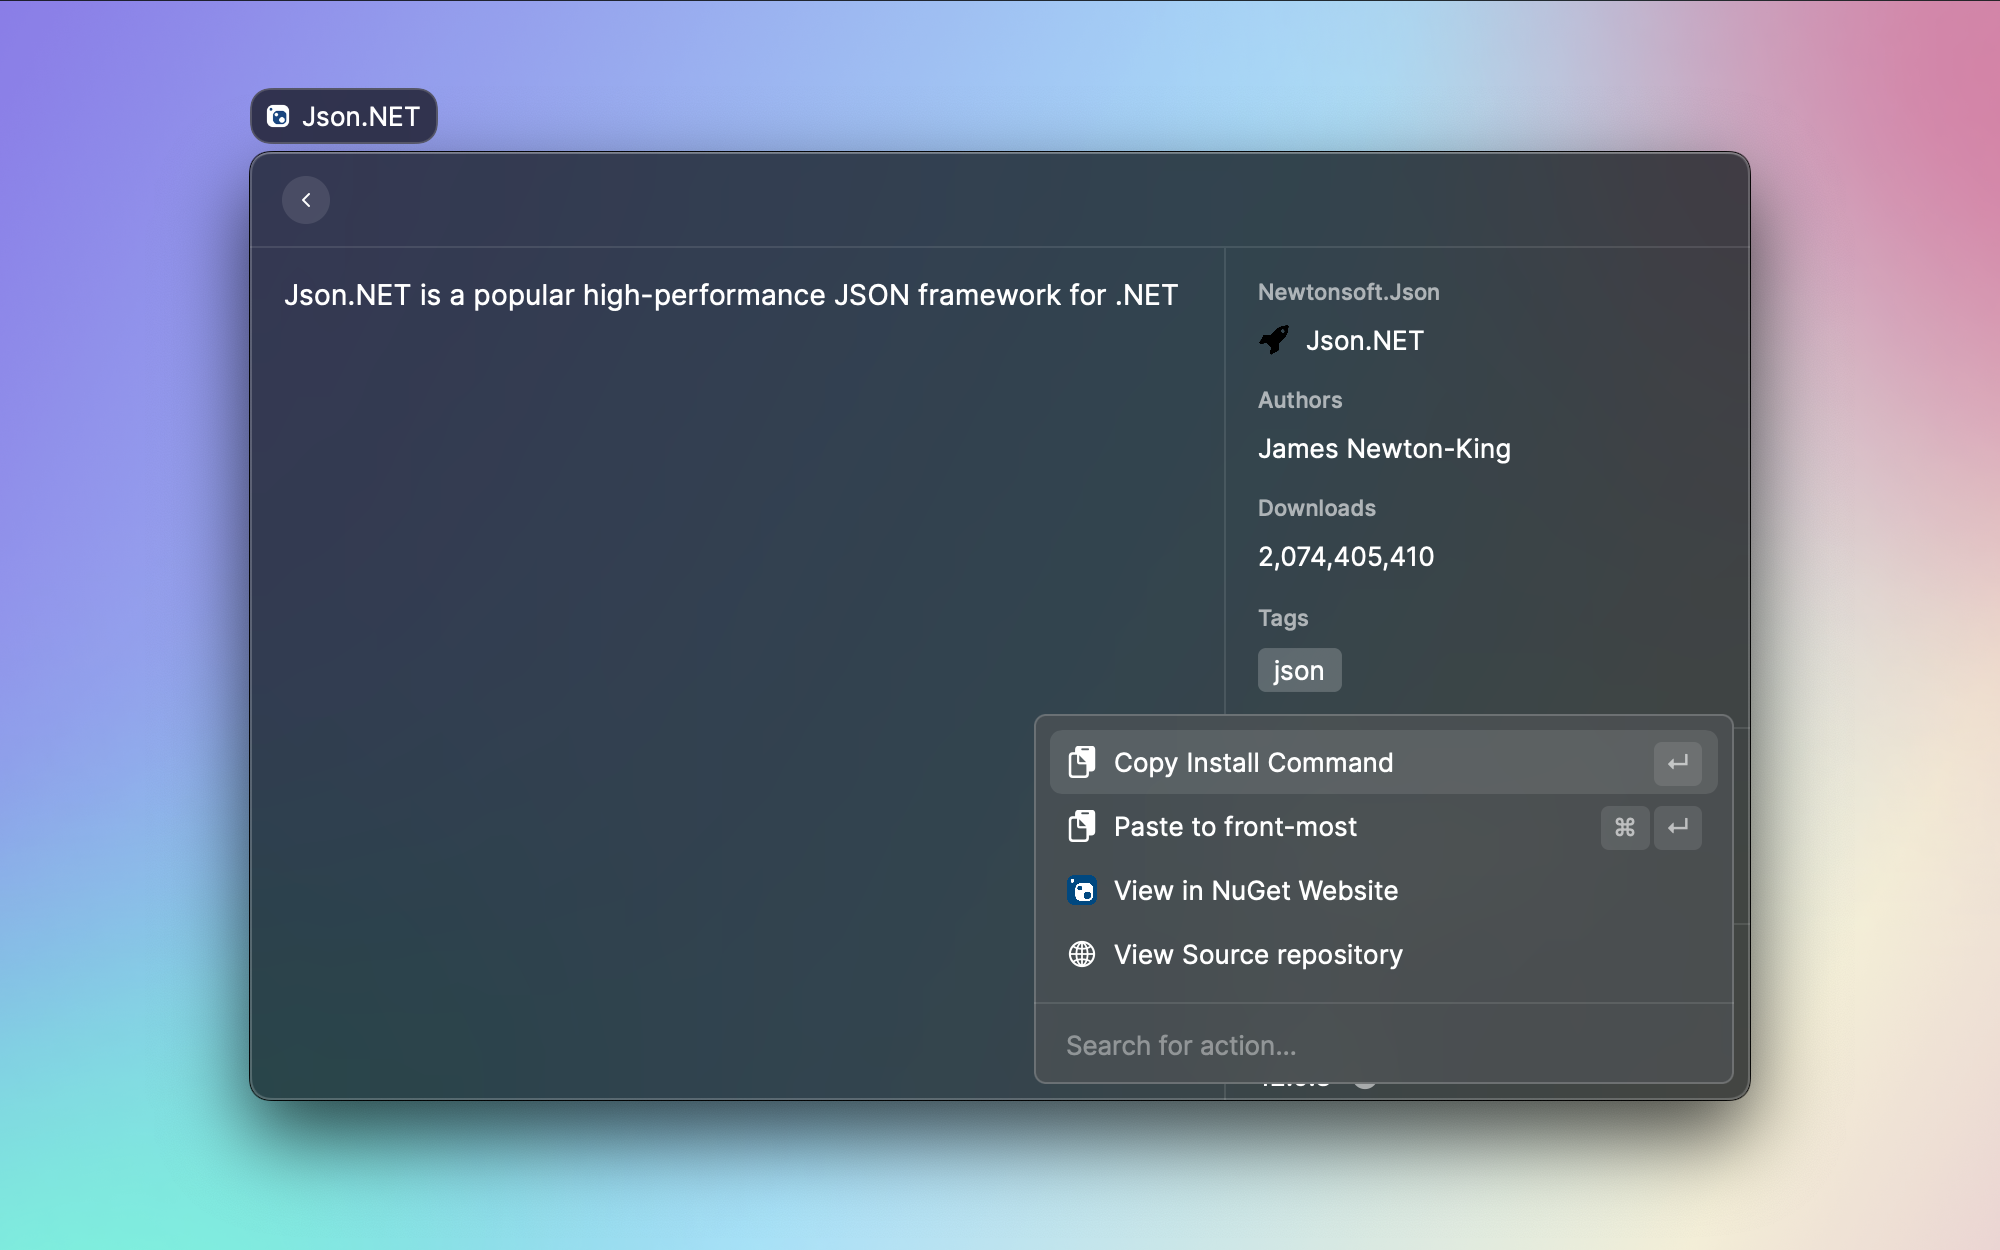 Json.NET
Json.NET is a popular high-performance JSON framework for .NET
Newtonsoft.Json
Json.NET
Authors
James Newton-King
Downloads
2,074,405,410
Tags
json
Copy Install Command ↵
Paste to front-most ⌘ ↵
View in NuGet Website
View Source repository
Search for action...